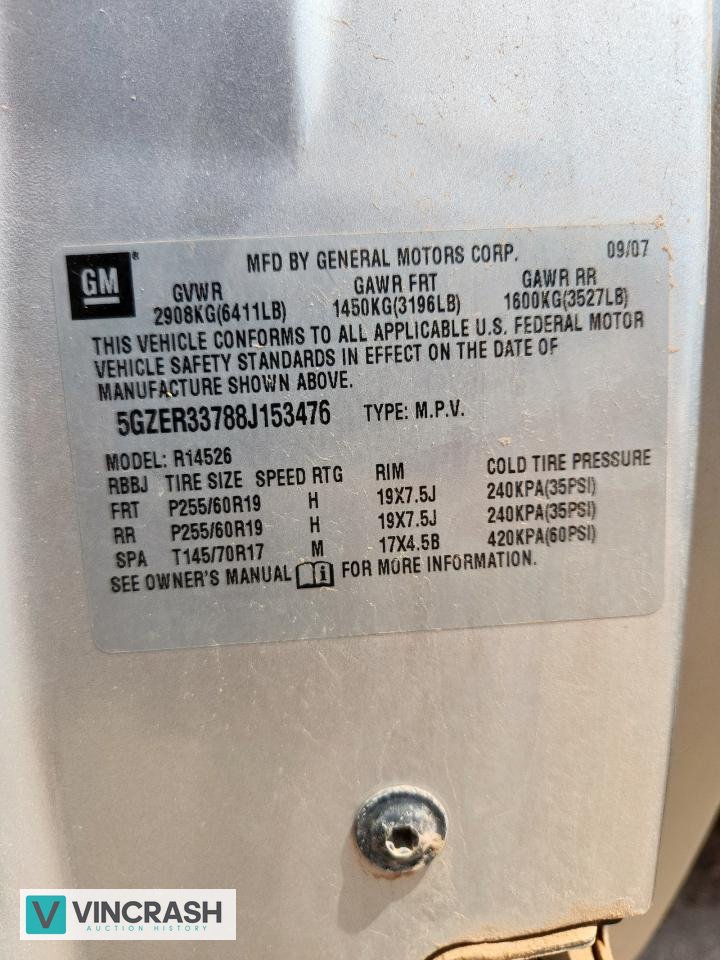 GM
MFD BY GENERAL MOTORS CORP. 09/07
GVWR GAWR FRT GAWR RR
2908KG(6411LB) 1450KG(3196LB) 1600KG(3527LB)
THIS VEHICLE CONFORMS TO ALL APPLICABLE U.S. FEDERAL MOTOR
VEHICLE SAFETY STANDARDS IN EFFECT ON THE DATE OF
MANUFACTURE SHOWN ABOVE.
5GZER33788J153476 TYPE: M.P.V.
MODEL: R14526
RBBJ TIRE SIZE SPEED RTG RIM COLD TIRE PRESSURE
FRT P255/60R19 H 19X7.5J 240KPA(35PSI)
RR P255/60R19 H 19X7.5J 240KPA(35PSI)
SPA T145/70R17 M 17X4.5B 420KPA(60PSI)
SEE OWNER'S MANUAL i FOR MORE INFORMATION.
V VINCRASH
AUCTION HISTORY